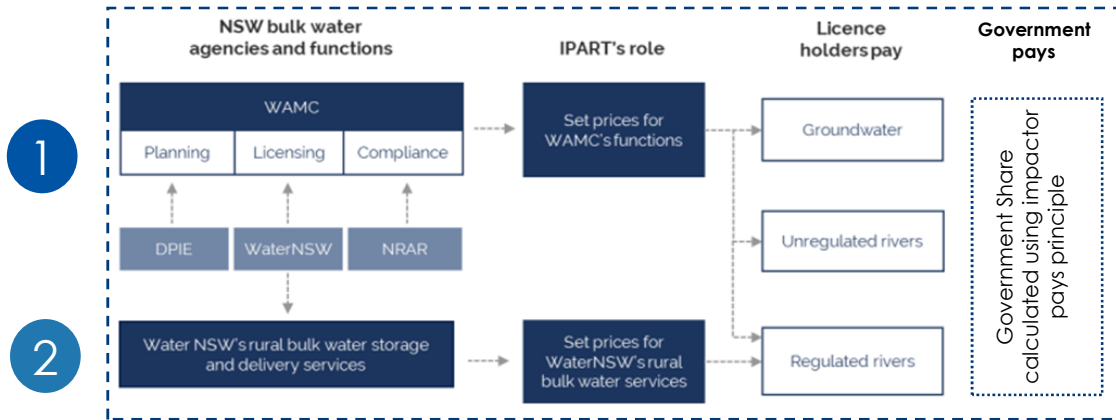 NSW bulk water
agencies and functions
IPART's role
Licence
holders pay
Government
pays
1
WAMC
Planning
Licensing
Compliance
Set prices for
WAMC's functions
Groundwater
DPIE
WaterNSW
NRAR
Unregulated rivers
2
Water NSW's rural bulk water storage
and delivery services
Set prices for
WaterNSW's rural
bulk water services
Regulated rivers
Government Share
calculated using impactor
pays principle